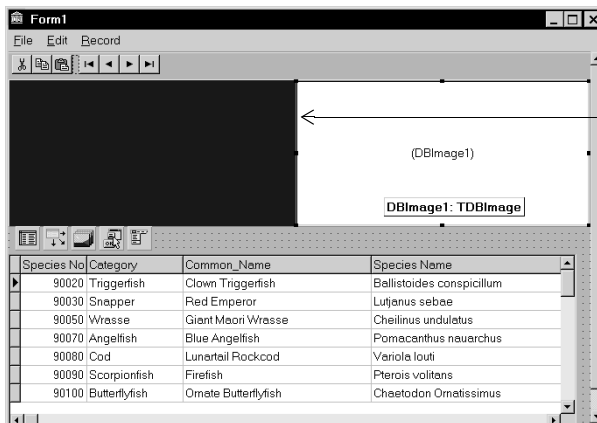 Form1
File Edit Record
(DBImage1)
DBImage1: TDBImage
Species No Category Common_Name Species Name
90020 Triggerfish Clown Triggerfish Ballistoides conspicillum
90030 Snapper Red Emperor Lutjanus sebae
90050 Wrasse Giant Maori Wrasse Cheilinus undulatus
90070 Angelfish Blue Angelfish Pomacanthus nauarchus
90080 Cod Lunartail Rockcod Variola louti
90090 Scorpionfish Firefish Pterois volitans
90100 Butterflyfish Ornate Butterflyfish Chaetodon Ornatissimus